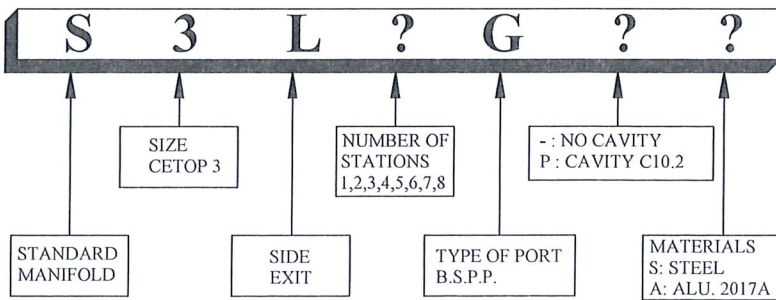 S 3 L ? G ? ?
SIZE
CETOP 3
NUMBER OF
STATIONS
1,2,3,4,5,6,7,8
- : NO CAVITY
P : CAVITY C10.2
STANDARD
MANIFOLD
SIDE
EXIT
TYPE OF PORT
B.S.P.P.
MATERIALS
S: STEEL
A: ALU. 2017A